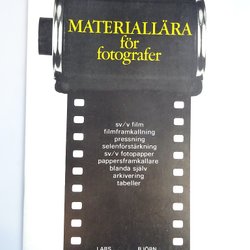 MATERIALLÄRA
för
fotografer
sv/v film
filmframkallning
pressning
selenförstärkning
sv/v fotopapper
pappersframkallare
blanda själv
arkivering
tabeller
LARS BJÖRN